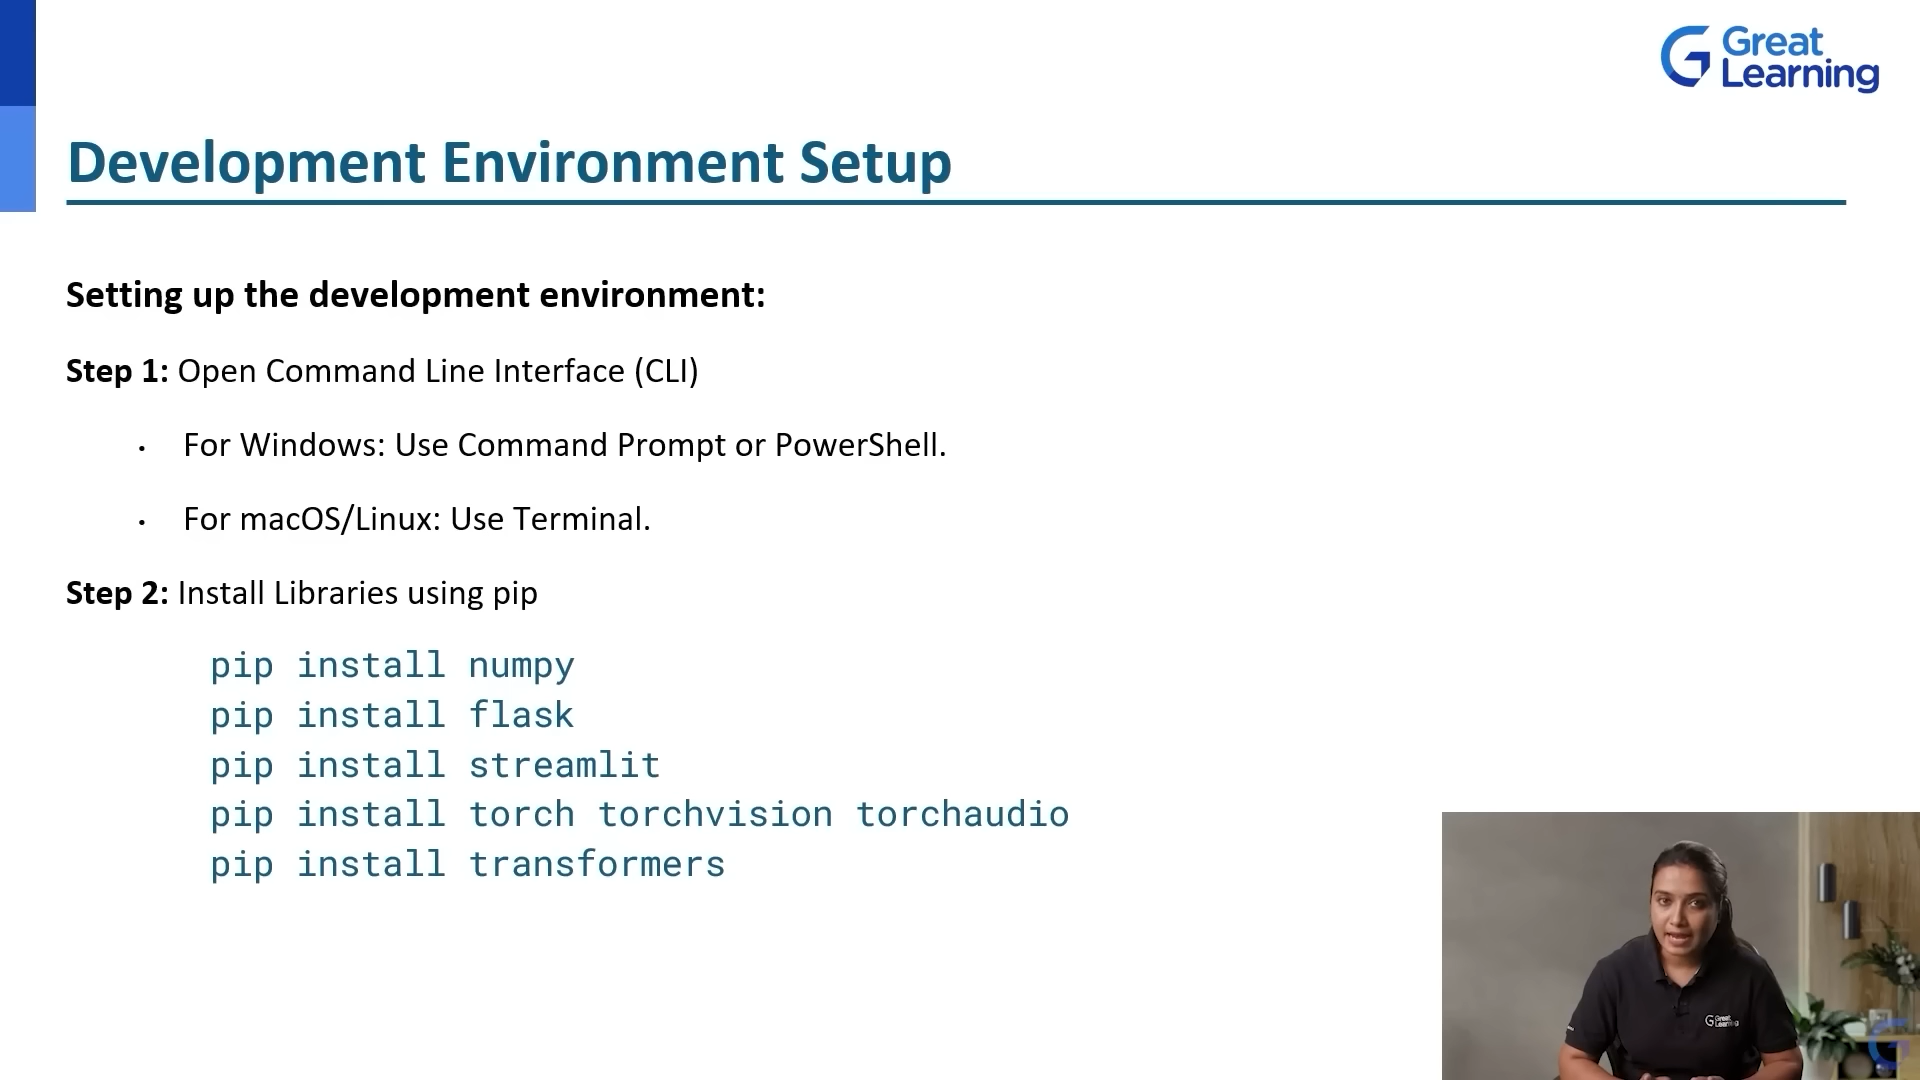 Great
Learning
Development Environment Setup
Setting up the development environment:
Step 1: Open Command Line Interface (CLI)
• For Windows: Use Command Prompt or PowerShell.
• For macOS/Linux: Use Terminal.
Step 2: Install Libraries using pip
pip install numpy
pip install flask
pip install streamlit
pip install torch torchvision torchaudio
pip install transformers
Great
Learning